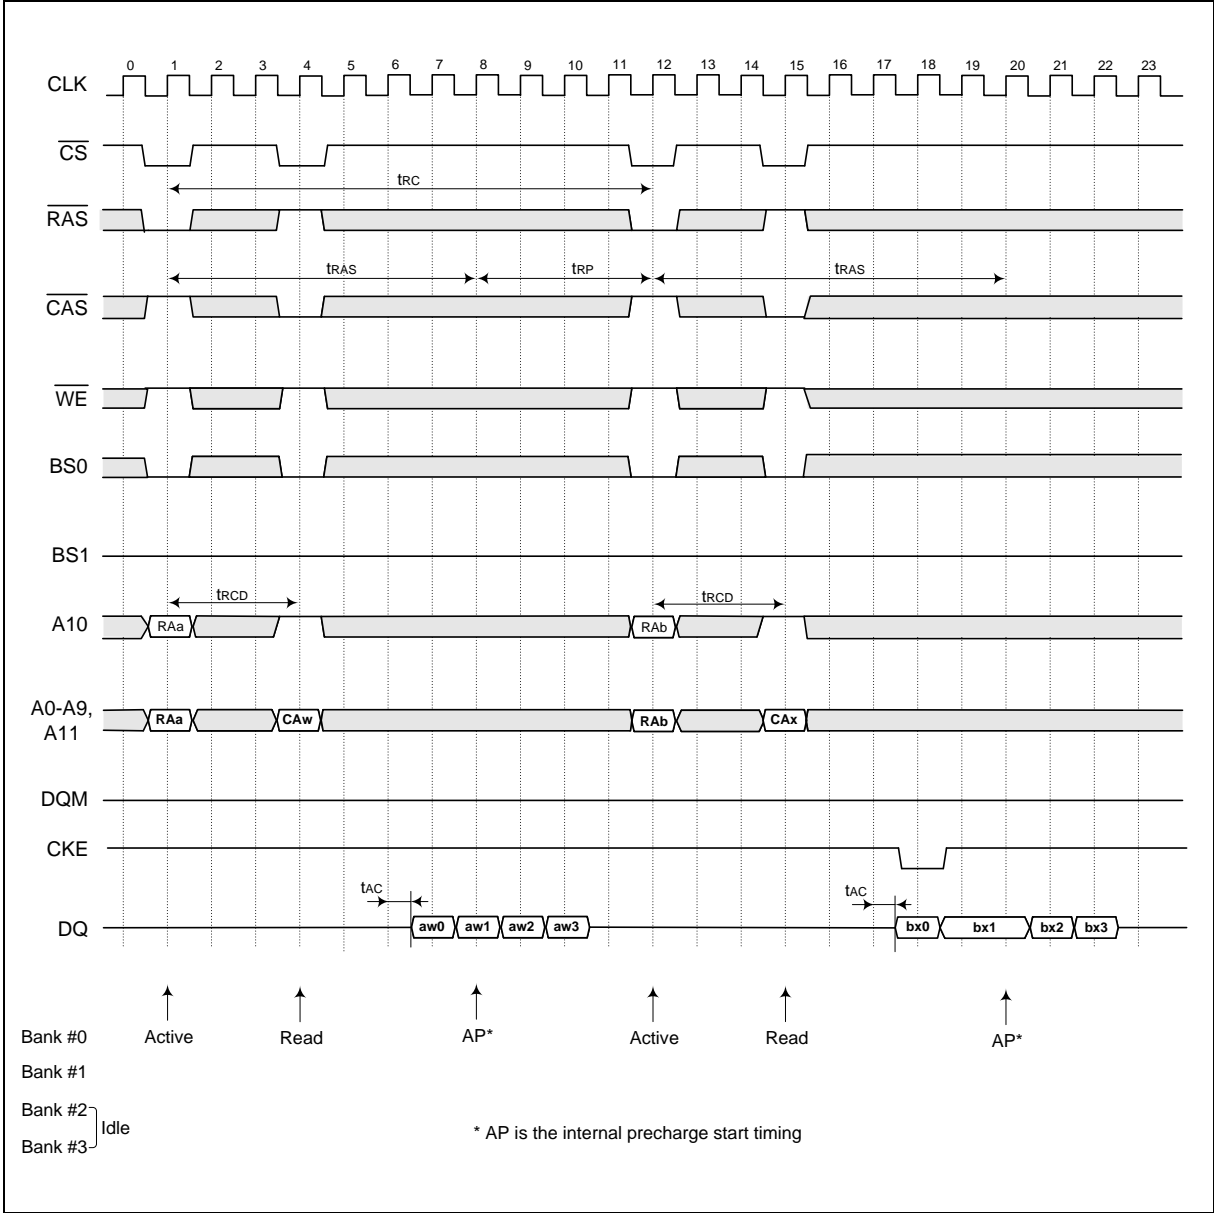 0 1 2 3 4 5 6 7 8 9 10 11 12 13 14 15 16 17 18 19 20 21 22 23
CLK
CS
tRC
RAS
tRAS tRP tRAS
CAS
WE
BS0
BS1
tRCD tRCD
A10 RAa RAb
A0-A9,
A11
RAa CAw RAb CAx
DQM
CKE
tAC tAC
DQ aw0 aw1 aw2 aw3 bx0 bx1 bx2 bx3
Bank #0 Active Read AP* Active Read AP*
Bank #1
Bank #2
Idle
Bank #3
* AP is the internal precharge start timing